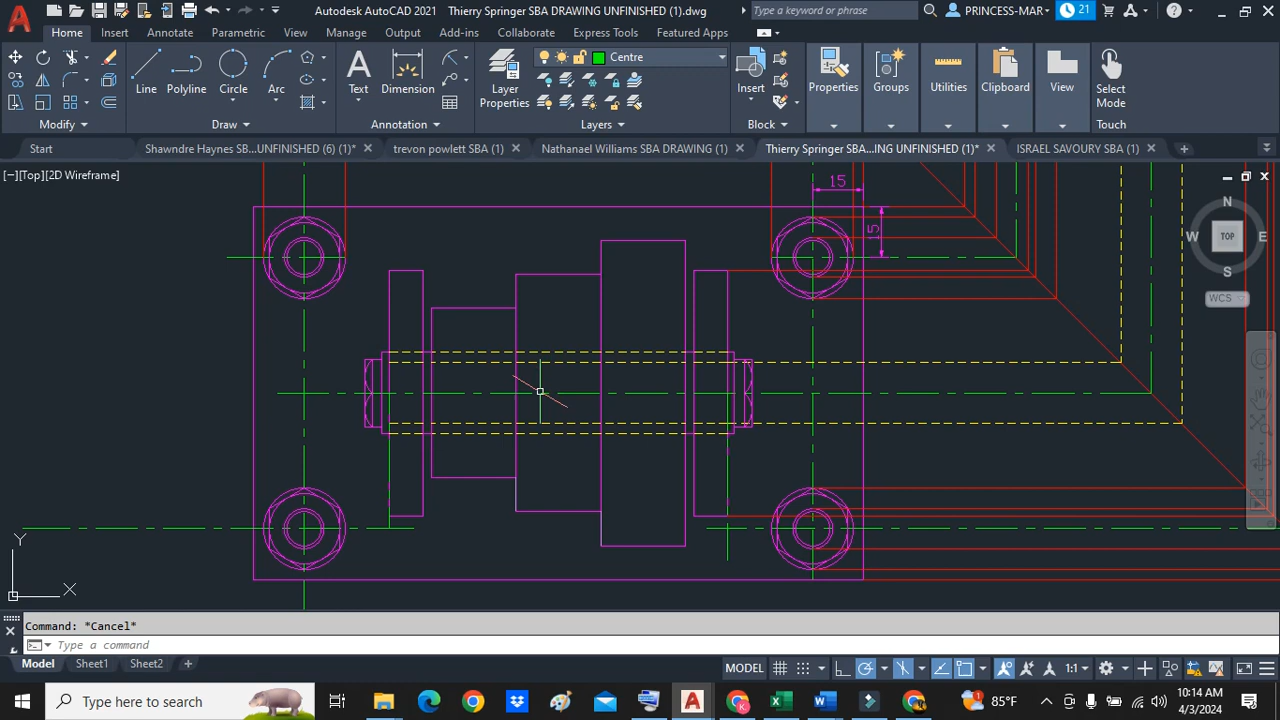 Autodesk AutoCAD 2021 Thierry Springer SBA DRAWING UNFINISHED (1).dwg Type a keyword or phrase PRINCESS-MAR 21
Home Insert Annotate Parametric View Manage Output Add-ins Collaborate Express Tools Featured Apps
Centre
Line Polyline Circle Arc Text Dimension Layer Properties Insert Properties Groups Utilities Clipboard View Select Mode
Modify Draw Annotation Layers Block Touch
Start Shawndre Haynes SB...UNFINISHED (6) (1)* trevon powlett SBA (1) Nathanael Williams SBA DRAWING (1) Thierry Springer SBA...ING UNFINISHED (1)* ISRAEL SAVOURY SBA (1)
[−][Top][2D Wireframe]
15
15
N
W TOP E
S
WCS
Y
X
Command: *Cancel*
Type a command
Model Sheet1 Sheet2 MODEL 1:1
Type here to search 85°F 10:14 AM
4/3/2024